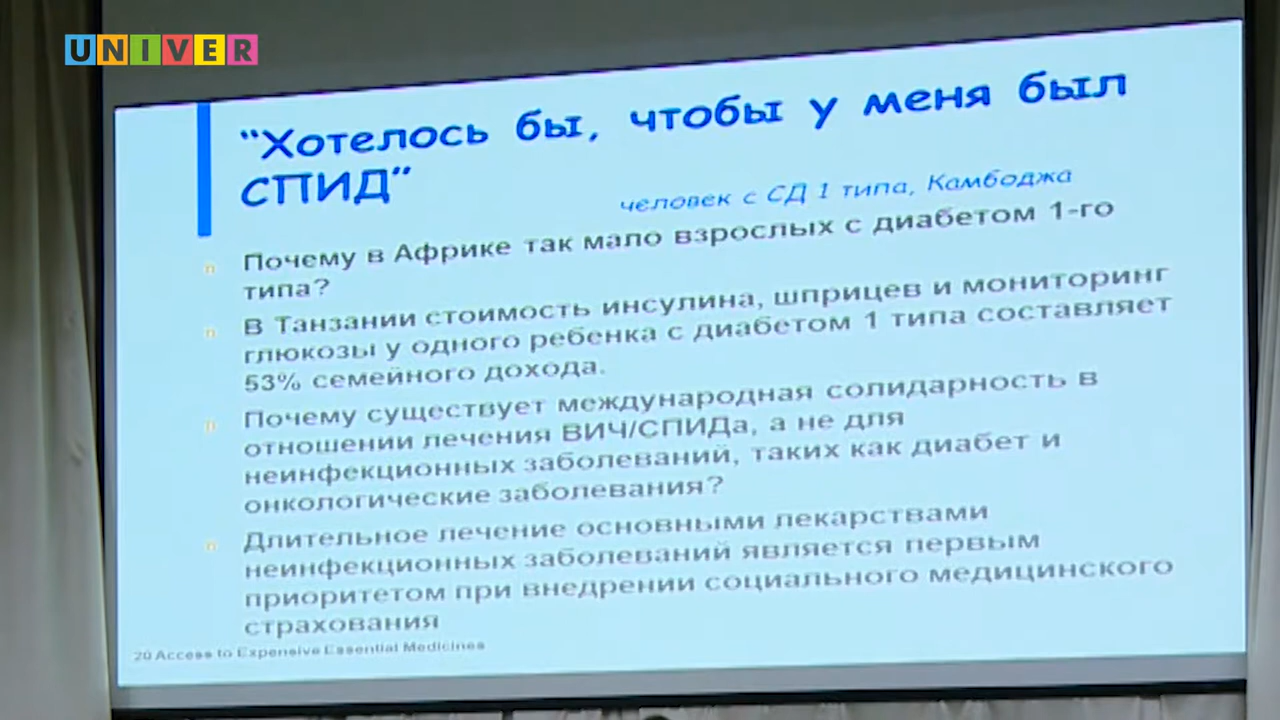 UNIVER
“Хотелось бы, чтобы у меня был
СПИД”
человек с СД 1 типа, Камбоджа
Почему в Африке так мало взрослых с диабетом 1-го
типа?
В Танзании стоимость инсулина, шприцев и мониторинг
глюкозы у одного ребенка с диабетом 1 типа составляет
53% семейного дохода.
Почему существует международная солидарность в
отношении лечения ВИЧ/СПИДа, а не для
неинфекционных заболеваний, таких как диабет и
онкологические заболевания?
Длительное лечение основными лекарствами
неинфекционных заболеваний является первым
приоритетом при внедрении социального медицинского
страхования
20 Access to Expensive Essential Medicines